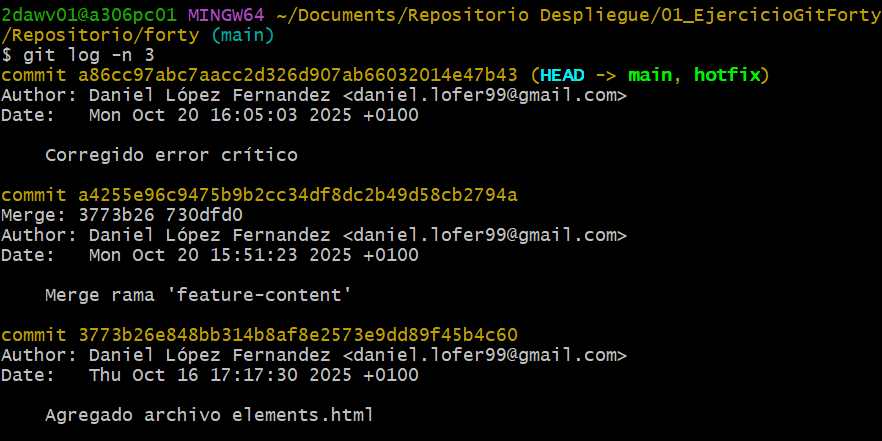 2dawv01@a306pc01 MINGW64 ~/Documents/Repositorio Despliegue/01_EjercicioGitForty
/Repositorio/forty (main)
$ git log -n 3
commit a86cc97abc7aacc2d326d907ab66032014e47b43 (HEAD -> main, hotfix)
Author: Daniel López Fernandez <daniel.lofer99@gmail.com>
Date:   Mon Oct 20 16:05:03 2025 +0100
    Corregido error crítico
commit a4255e96c9475b9b2cc34df8dc2b49d58cb2794a
Merge: 3773b26 730dfd0
Author: Daniel López Fernandez <daniel.lofer99@gmail.com>
Date:   Mon Oct 20 15:51:23 2025 +0100
    Merge rama 'feature-content'
commit 3773b26e848bb314b8af8e2573e9dd89f45b4c60
Author: Daniel López Fernandez <daniel.lofer99@gmail.com>
Date:   Thu Oct 16 17:17:30 2025 +0100
    Agregado archivo elements.html